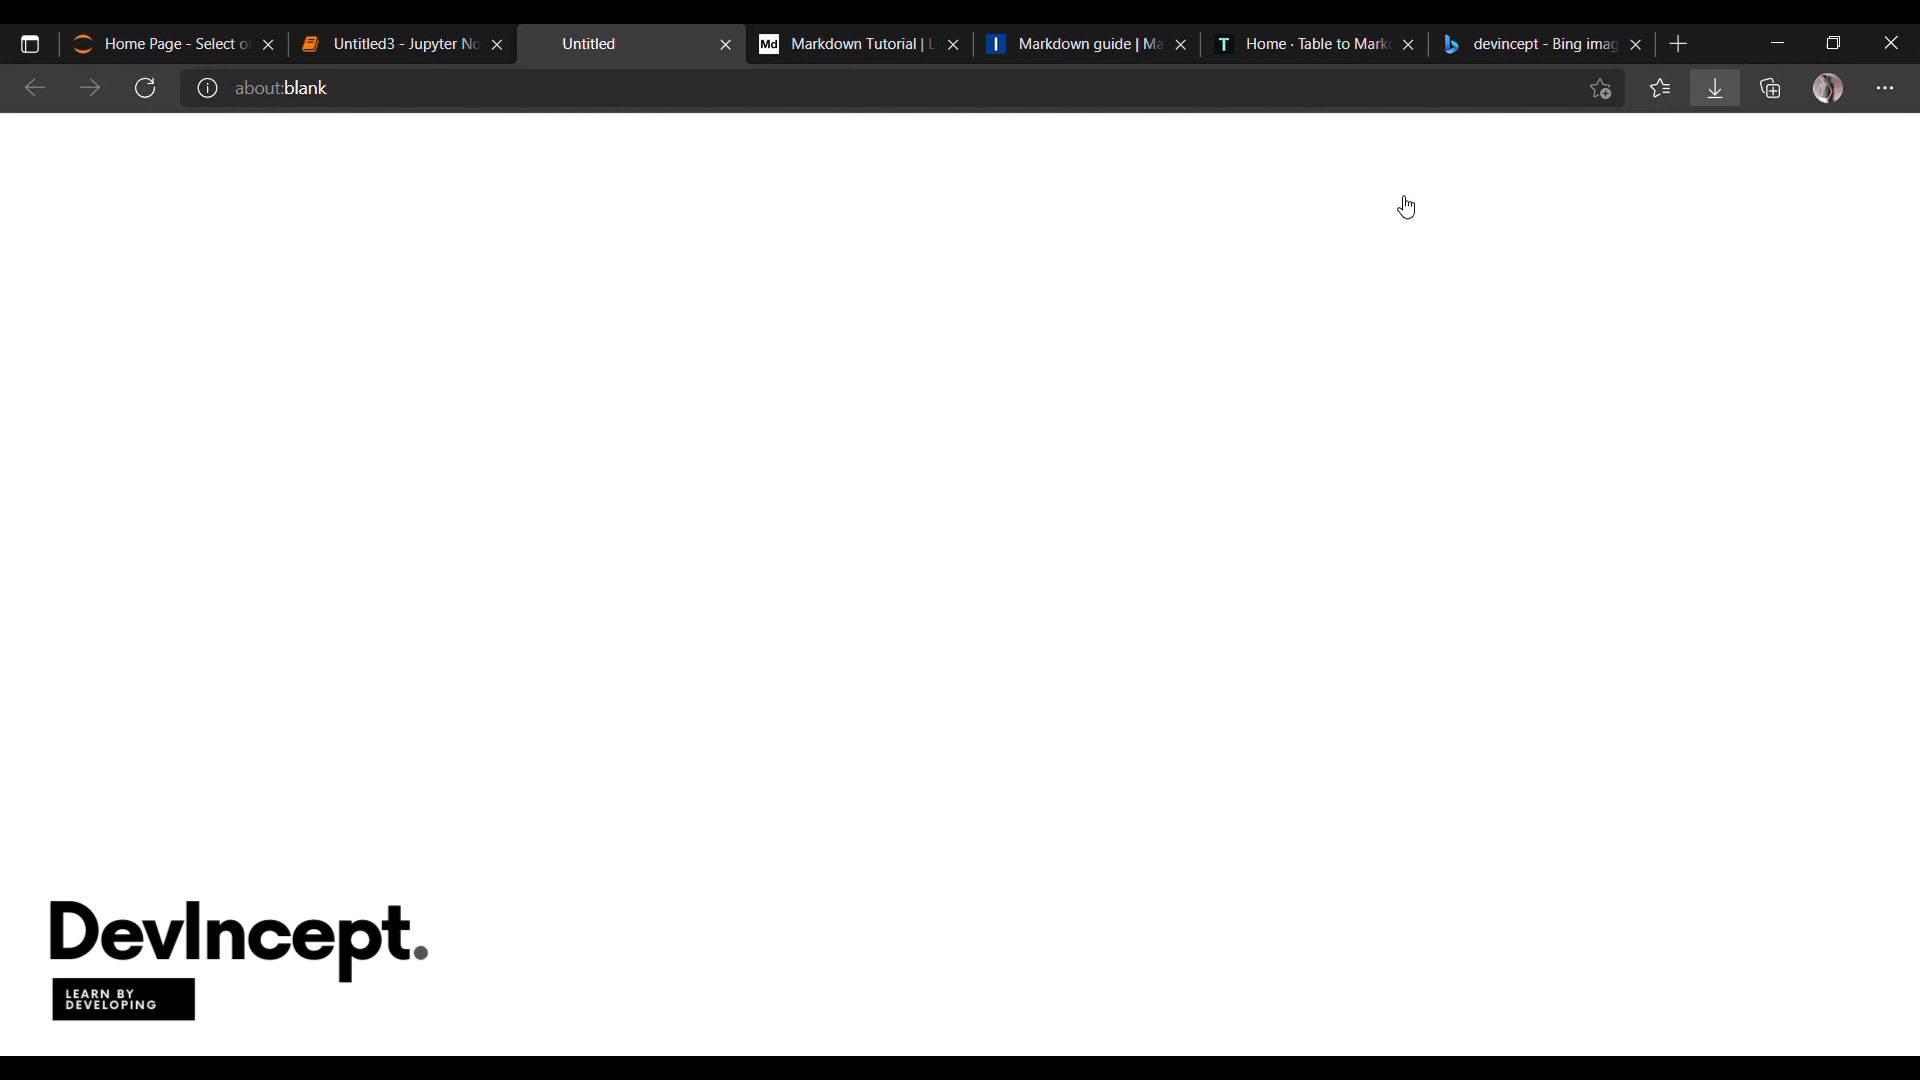 Home Page - Select o
Untitled3 - Jupyter No
Untitled
Md
Markdown Tutorial | L
Markdown guide | Ma
T
Home · Table to Mark
devincept - Bing imag
about:blank
DevIncept.
LEARN BY
DEVELOPING